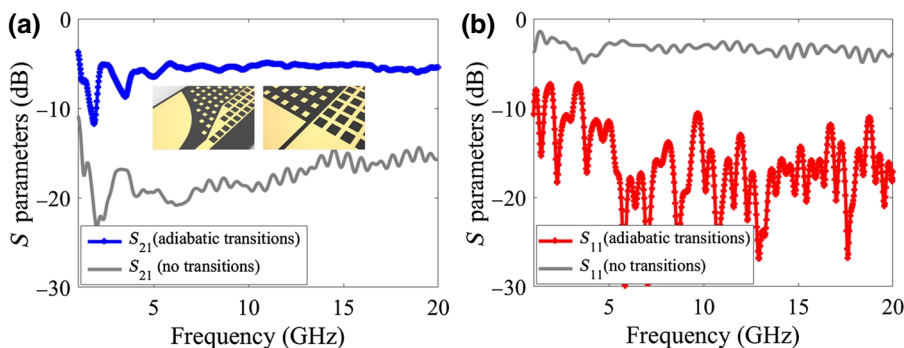 (a)
0
−10
−20
−30
S parameters (dB)
S21 (adiabatic transitions)
S21 (no transitions)
5
10
15
20
Frequency (GHz)
(b)
0
−10
−20
−30
S parameters (dB)
S11(adiabatic transitions)
S11(no transitions)
5
10
15
20
Frequency (GHz)